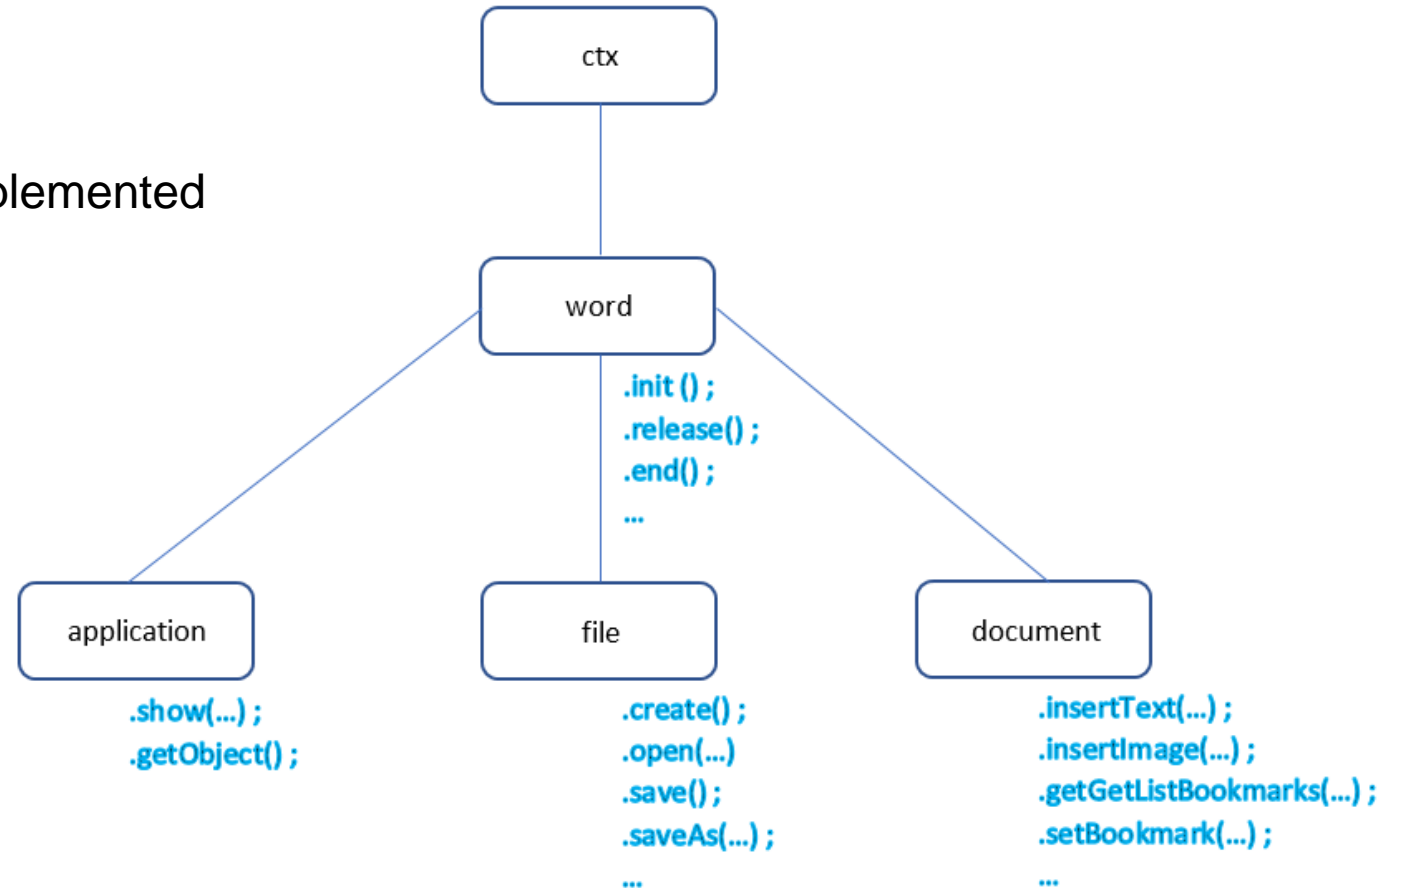 ctx
plemented
word
.init () ;
.release() ;
.end() ;
...
application
file
document
.show(...) ;
.getObject() ;
.create() ;
.open(...)
.save() ;
.saveAs(...) ;
...
.insertText(...) ;
.insertImage(...) ;
.getGetListBookmarks(...) ;
.setBookmark(...) ;
...